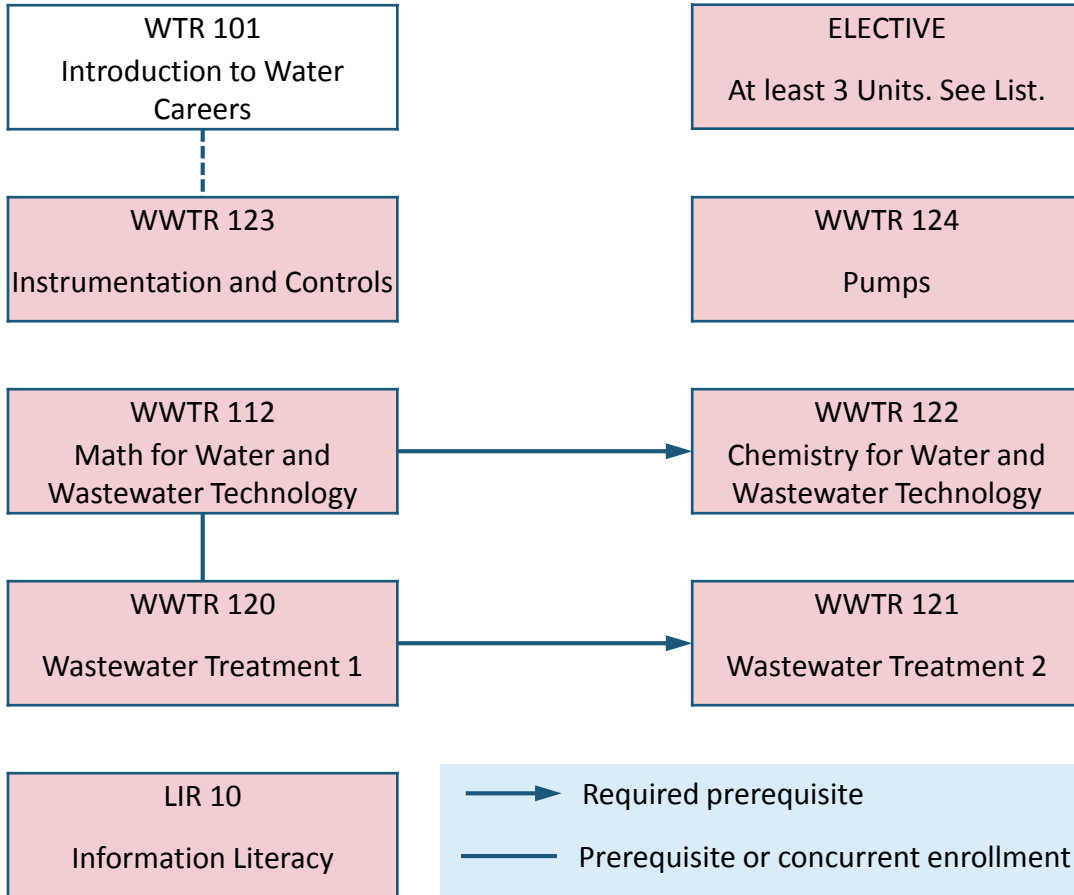 WTR 101
Introduction to Water
Careers
ELECTIVE
At least 3 Units. See List.
WWTR 123
Instrumentation and Controls
WWTR 124
Pumps
WWTR 112
Math for Water and
Wastewater Technology
WWTR 122
Chemistry for Water and
Wastewater Technology
WWTR 120
Wastewater Treatment 1
WWTR 121
Wastewater Treatment 2
LIR 10
Information Literacy
Required prerequisite
Prerequisite or concurrent enrollment